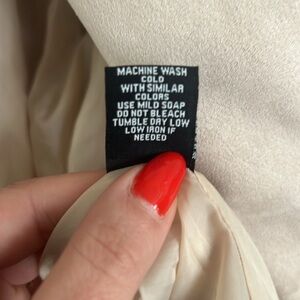 MACHINE WASH
COLD
WITH SIMILAR
COLORS
USE MILD SOAP
DO NOT BLEACH
TUMBLE DRY LOW
LOW IRON IF
NEEDED